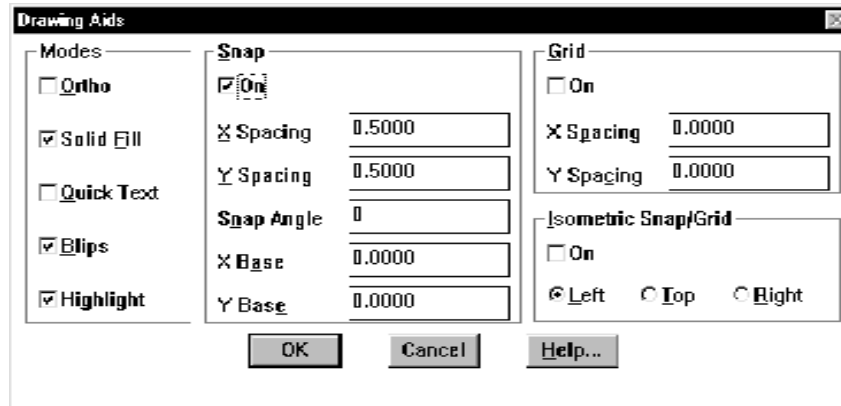 Drawing Aids
Modes
Ortho
Solid Fill
Quick Text
Blips
Highlight
Snap
On
X Spacing 0.5000
Y Spacing 0.5000
Snap Angle 0
X Base 0.0000
Y Base 0.0000
Grid
On
X Spacing 0.0000
Y Spacing 0.0000
Isometric Snap/Grid
On
Left Top Right
OK Cancel Help...